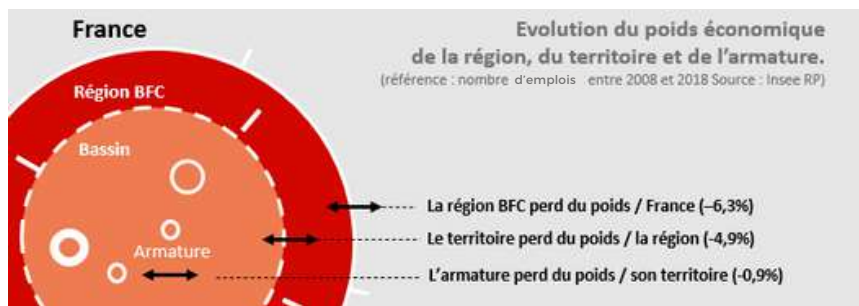 France
Evolution du poids économique
de la région, du territoire et de l'armature.
(référence : nombre d'emplois entre 2008 et 2018 Source : Insee RP)
Région BFC
Bassin
La région BFC perd du poids / France (–6,3%)
Le territoire perd du poids / la région (-4,9%)
Armature
L'armature perd du poids / son territoire (-0,9%)